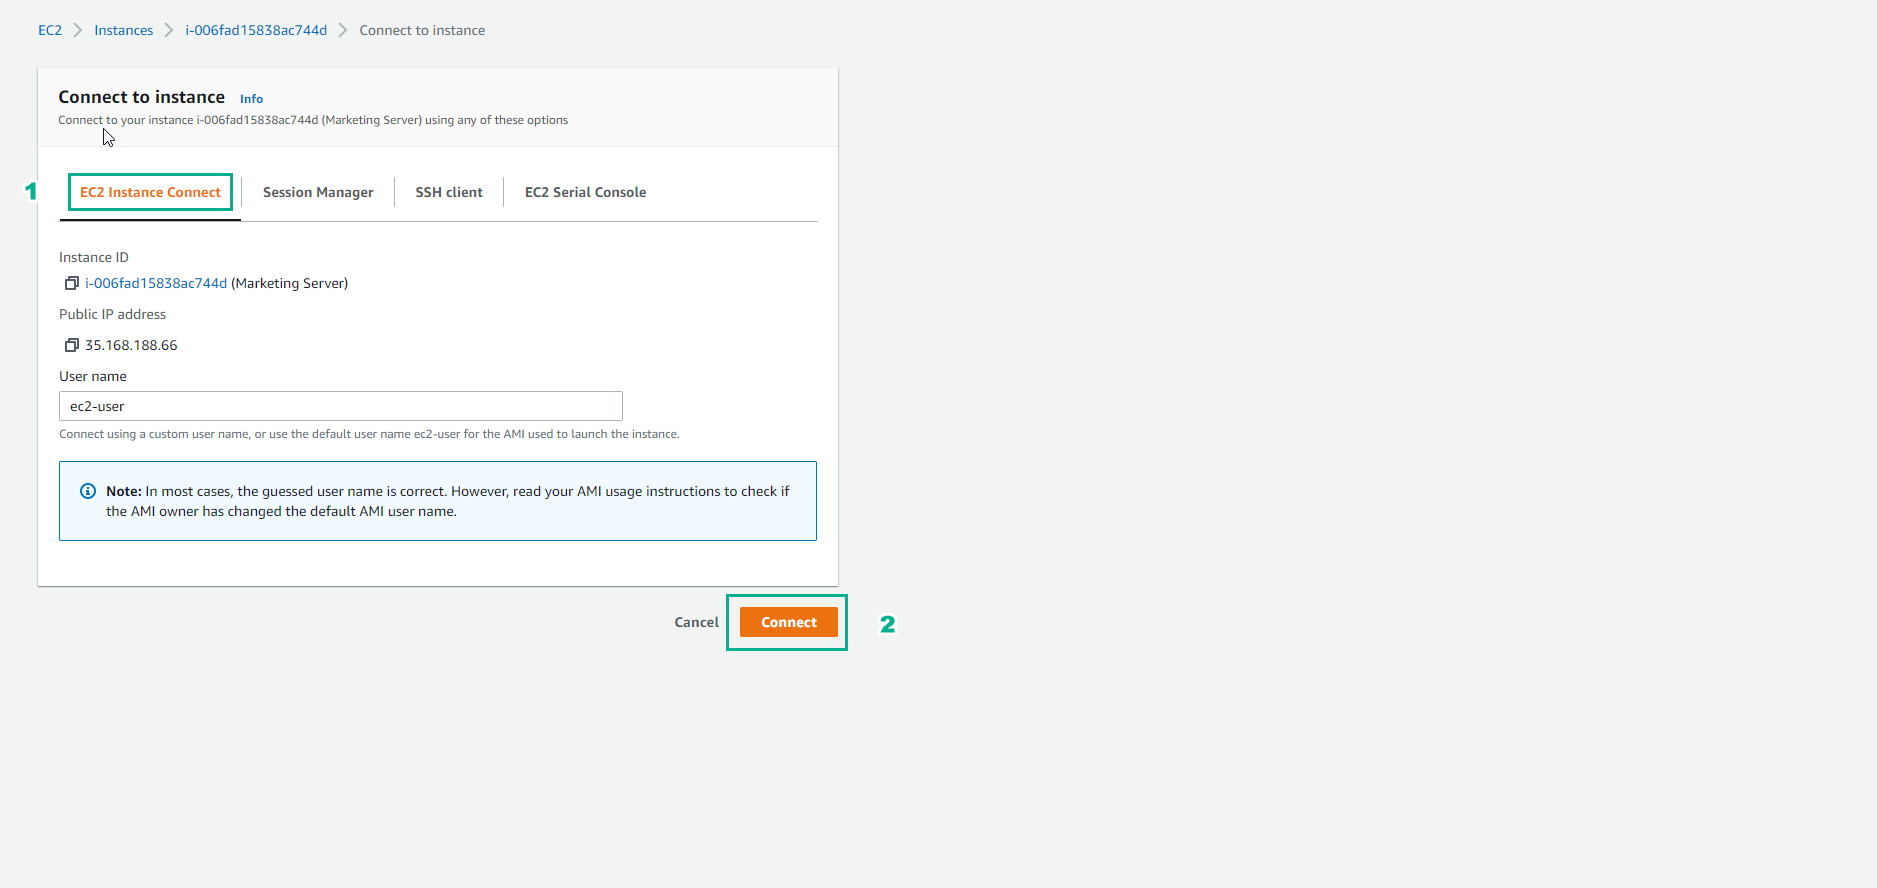 EC2 Instances i-006fad15838ac744d Connect to instance
Connect to instance Info
Connect to your instance i-006fad15838ac744d (Marketing Server) using any of these options
1
EC2 Instance Connect Session Manager SSH client EC2 Serial Console
Instance ID
i-006fad15838ac744d (Marketing Server)
Public IP address
35.168.188.66
User name
ec2-user
Connect using a custom user name, or use the default user name ec2-user for the AMI used to launch the instance.
Note: In most cases, the guessed user name is correct. However, read your AMI usage instructions to check if
the AMI owner has changed the default AMI user name.
Cancel Connect 2